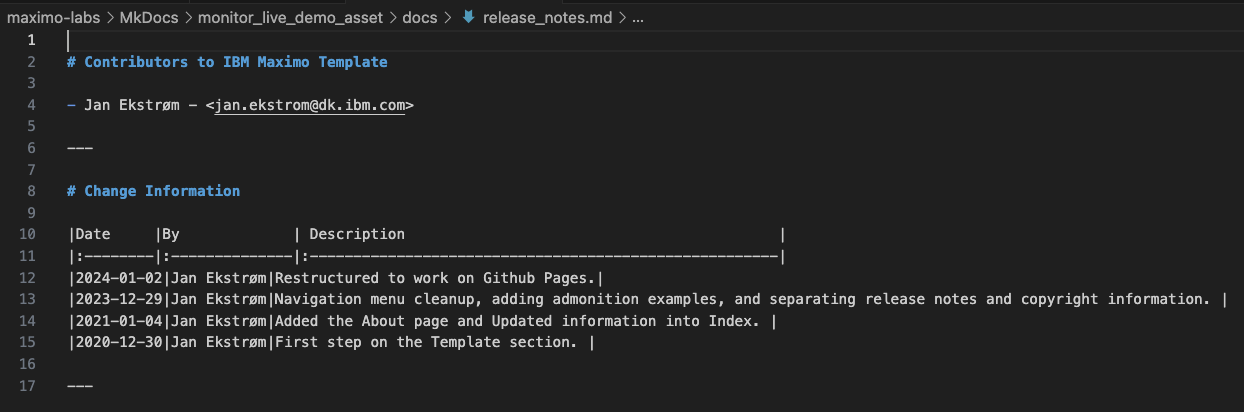 maximo-labs > MkDocs > monitor_live_demo_asset > docs > release_notes.md > ...
1
2 # Contributors to IBM Maximo Template
3
4 - Jan Ekstrøm - <jan.ekstrom@dk.ibm.com>
5
6 ---
7
8 # Change Information
9
10 |Date     |By             | Description                                           |
11 |:--------|:--------------|:------------------------------------------------------|
12 |2024-01-02|Jan Ekstrøm|Restructured to work on Github Pages.|
13 |2023-12-29|Jan Ekstrøm|Navigation menu cleanup, adding admonition examples, and separating release notes and copyright information. |
14 |2021-01-04|Jan Ekstrøm|Added the About page and Updated information into Index. |
15 |2020-12-30|Jan Ekstrøm|First step on the Template section. |
16
17 ---